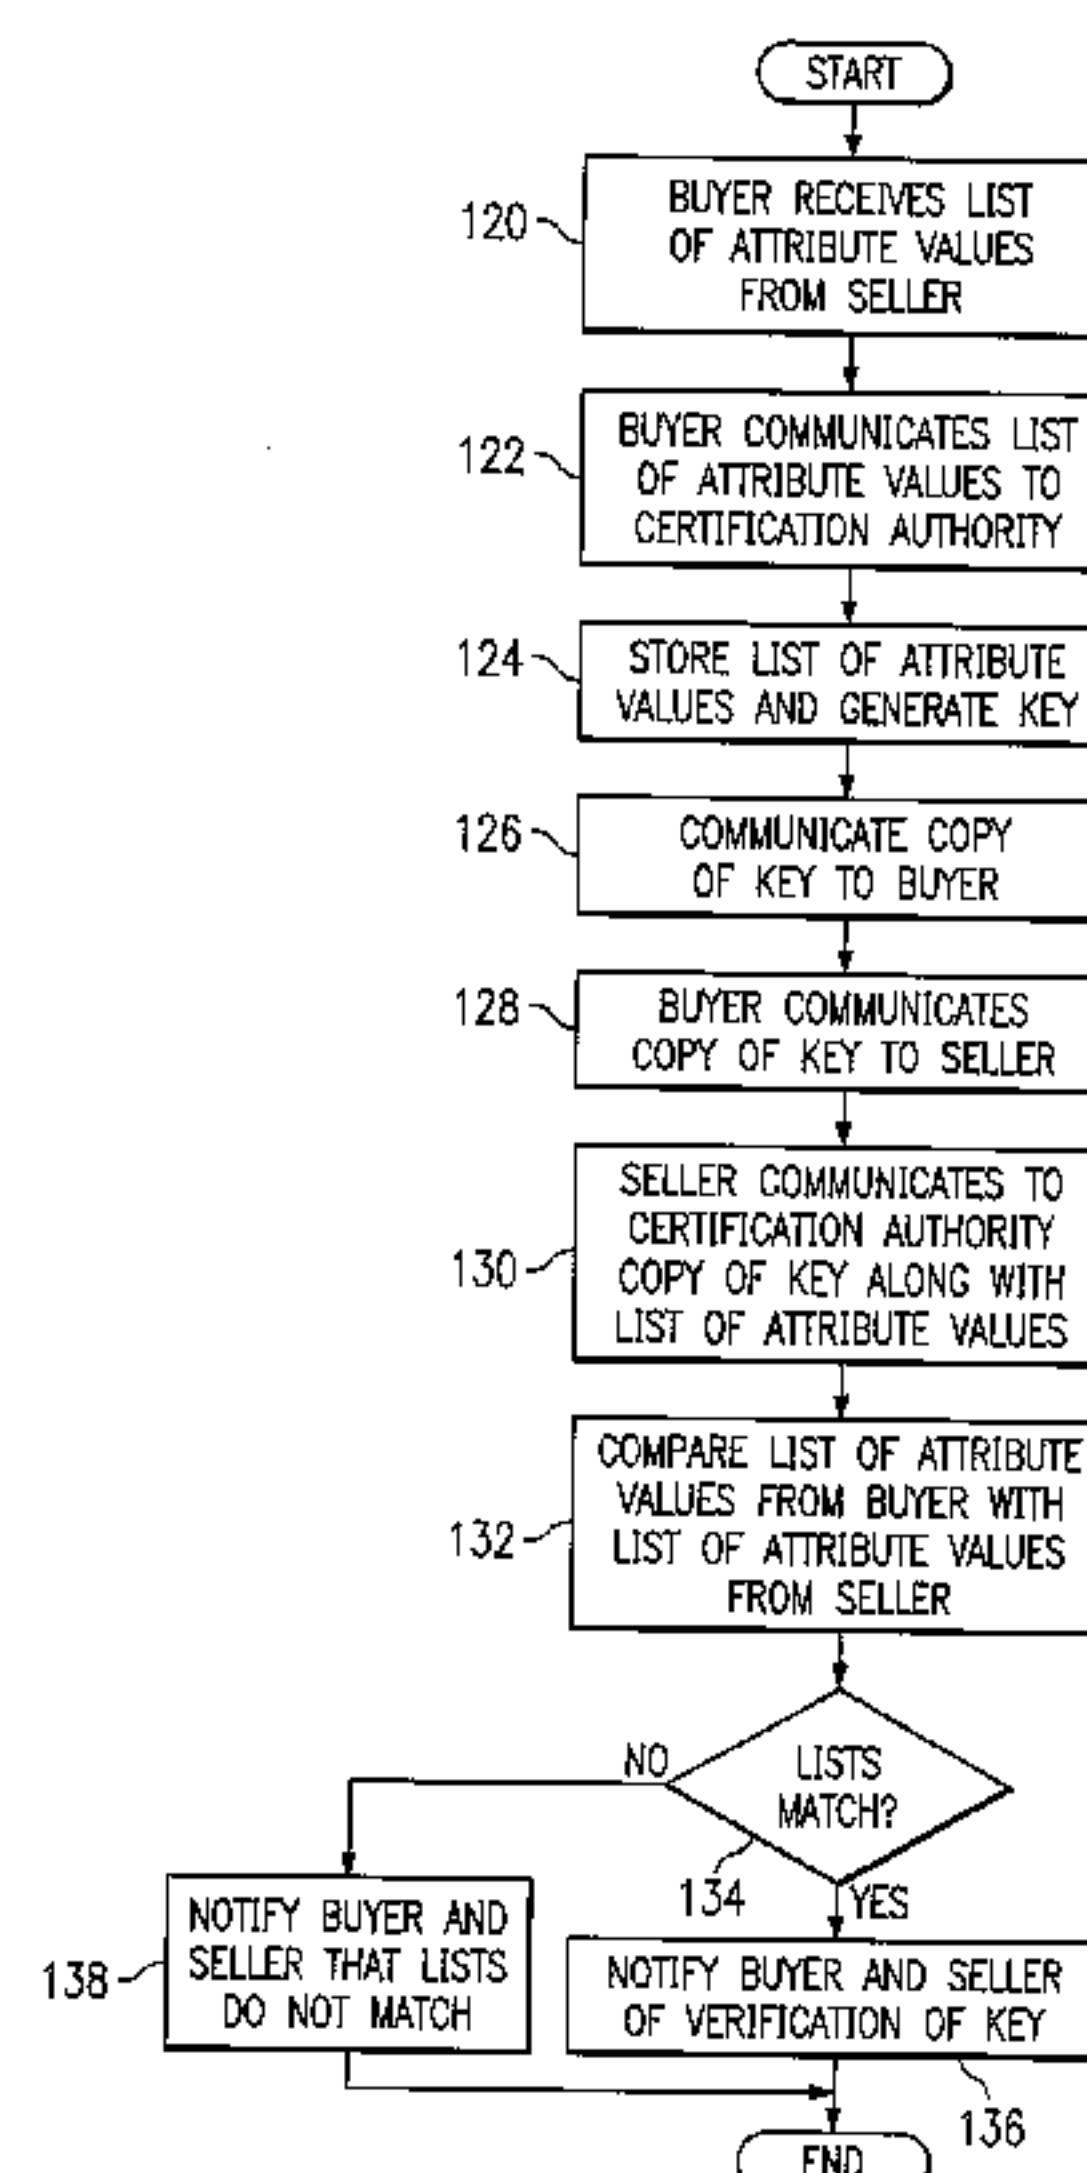 START
120
BUYER RECEIVES LIST
OF ATTRIBUTE VALUES
FROM SELLER
122
BUYER COMMUNICATES LIST
OF ATTRIBUTE VALUES TO
CERTIFICATION AUTHORITY
124
STORE LIST OF ATTRIBUTE
VALUES AND GENERATE KEY
126
COMMUNICATE COPY
OF KEY TO BUYER
128
BUYER COMMUNICATES
COPY OF KEY TO SELLER
130
SELLER COMMUNICATES TO
CERTIFICATION AUTHORITY
COPY OF KEY ALONG WITH
LIST OF ATTRIBUTE VALUES
132
COMPARE LIST OF ATTRIBUTE
VALUES FROM BUYER WITH
LIST OF ATTRIBUTE VALUES
FROM SELLER
NO
LISTS
MATCH?
134
YES
138
NOTIFY BUYER AND
SELLER THAT LISTS
DO NOT MATCH
NOTIFY BUYER AND SELLER
OF VERIFICATION OF KEY
136
END